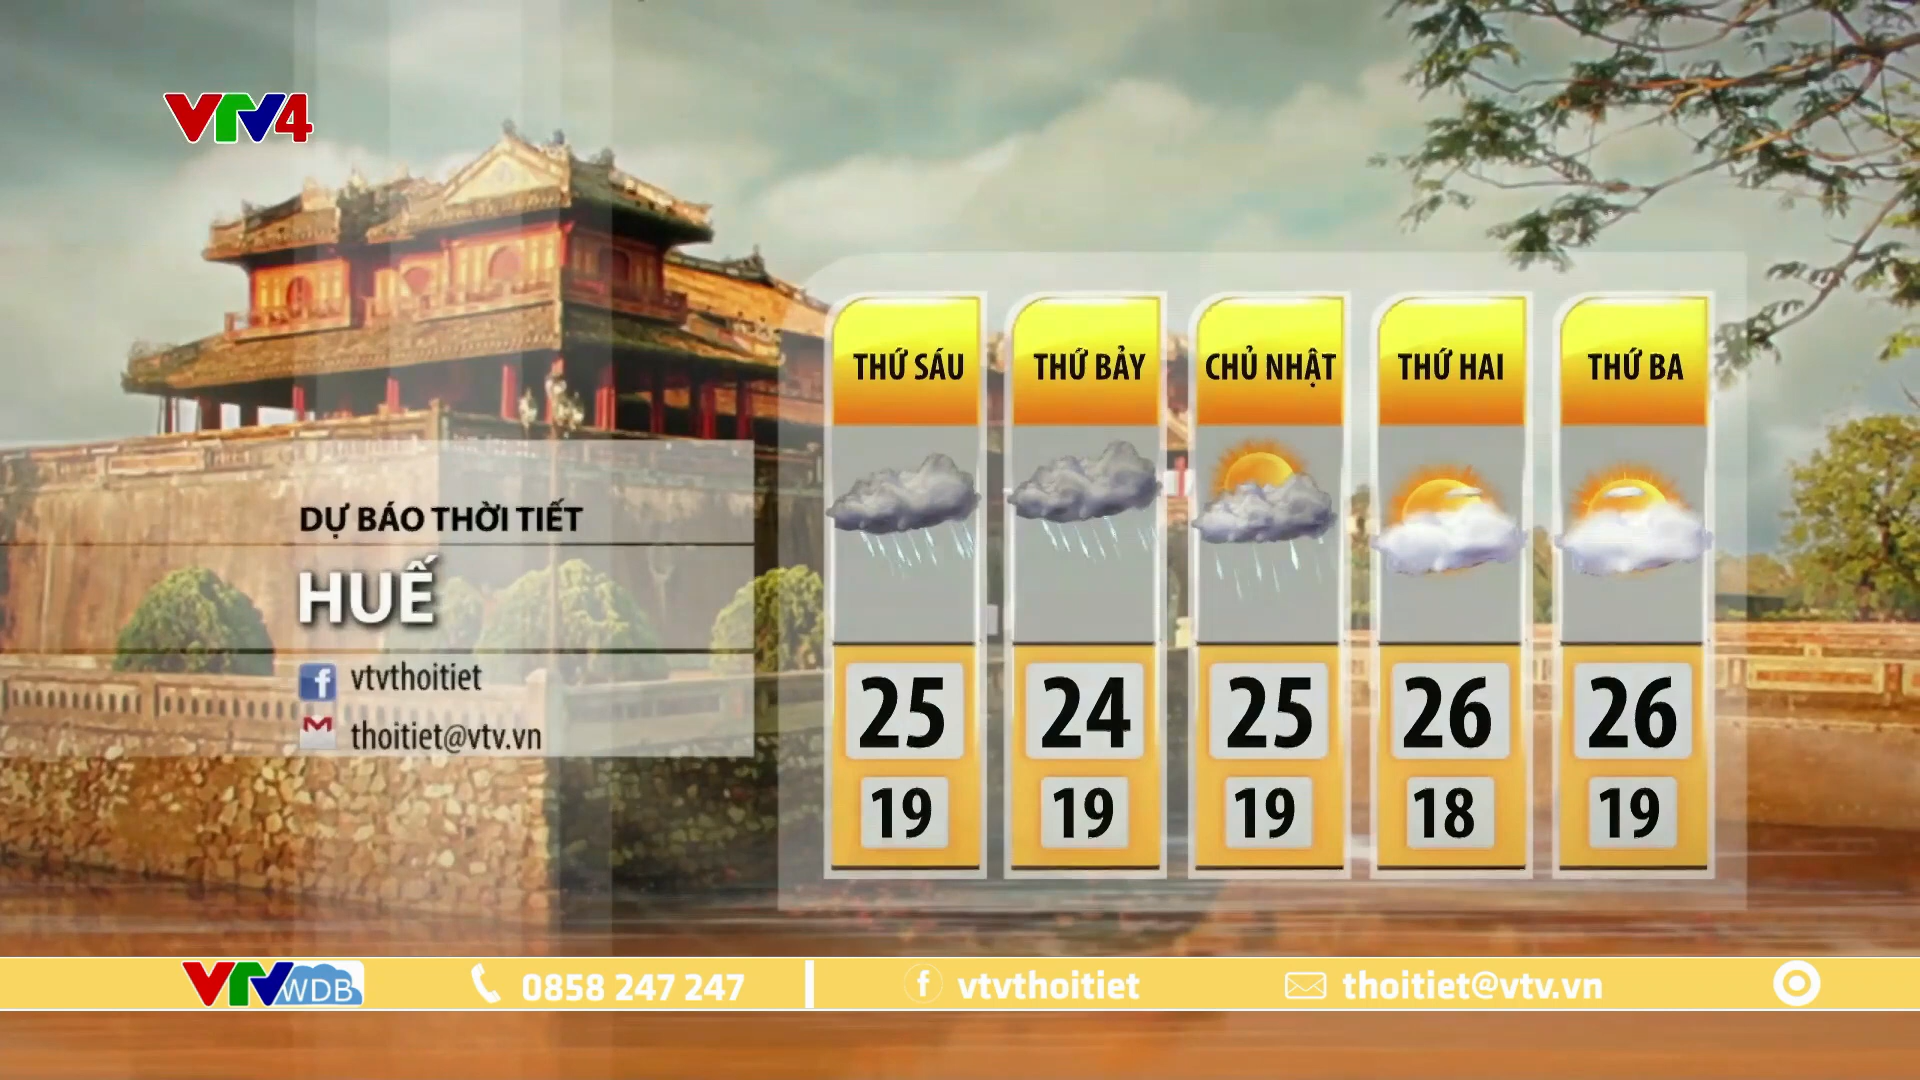 VTV4
DỰ BÁO THỜI TIẾT
HUẾ
vtvthoitiet
thoitiet@vtv.vn
THỨ SÁU
25
19
THỨ BẢY
24
19
CHỦ NHẬT
25
19
THỨ HAI
26
18
THỨ BA
26
19
VTV WDB 0858 247 247 vtvthoitiet thoitiet@vtv.vn